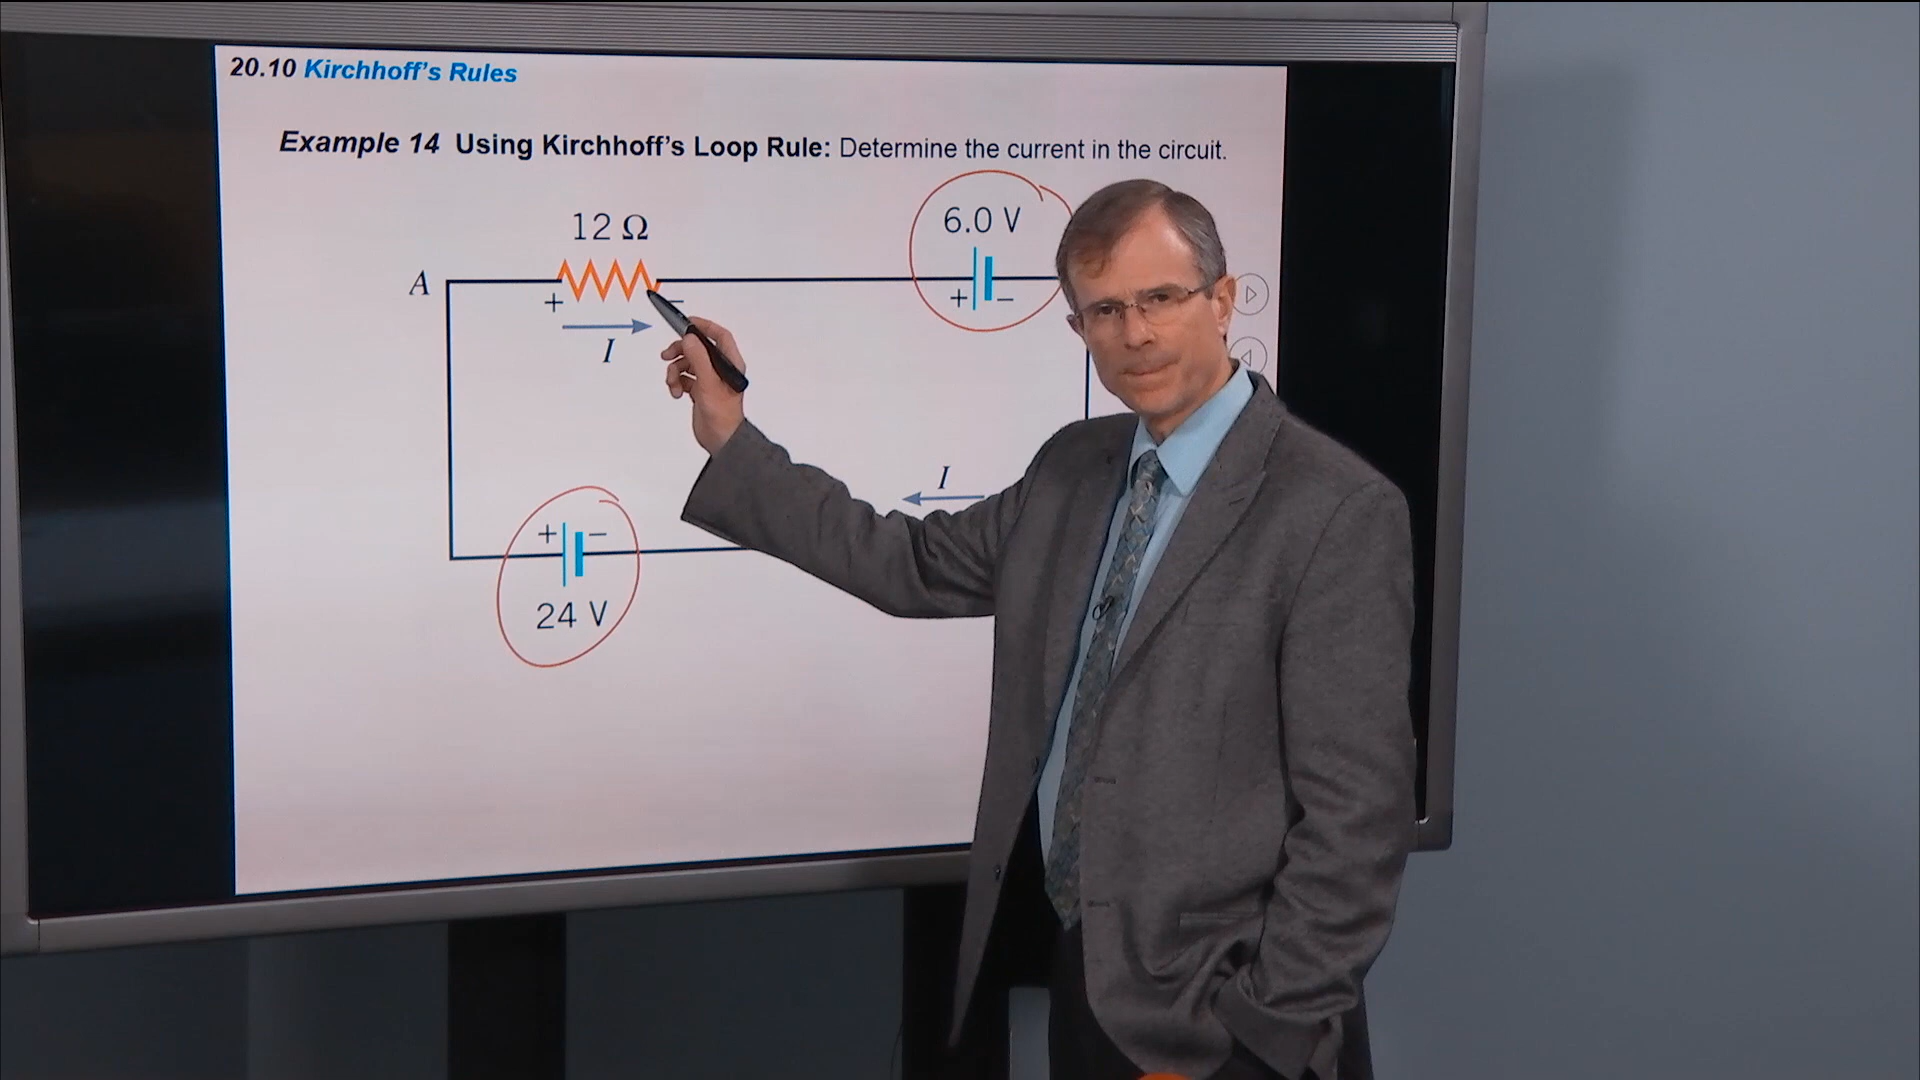 20.10 Kirchhoff's Rules
Example 14 Using Kirchhoff's Loop Rule: Determine the current in the circuit.
12 Ω
6.0 V
A
+ −
+ −
I
I
+ −
24 V